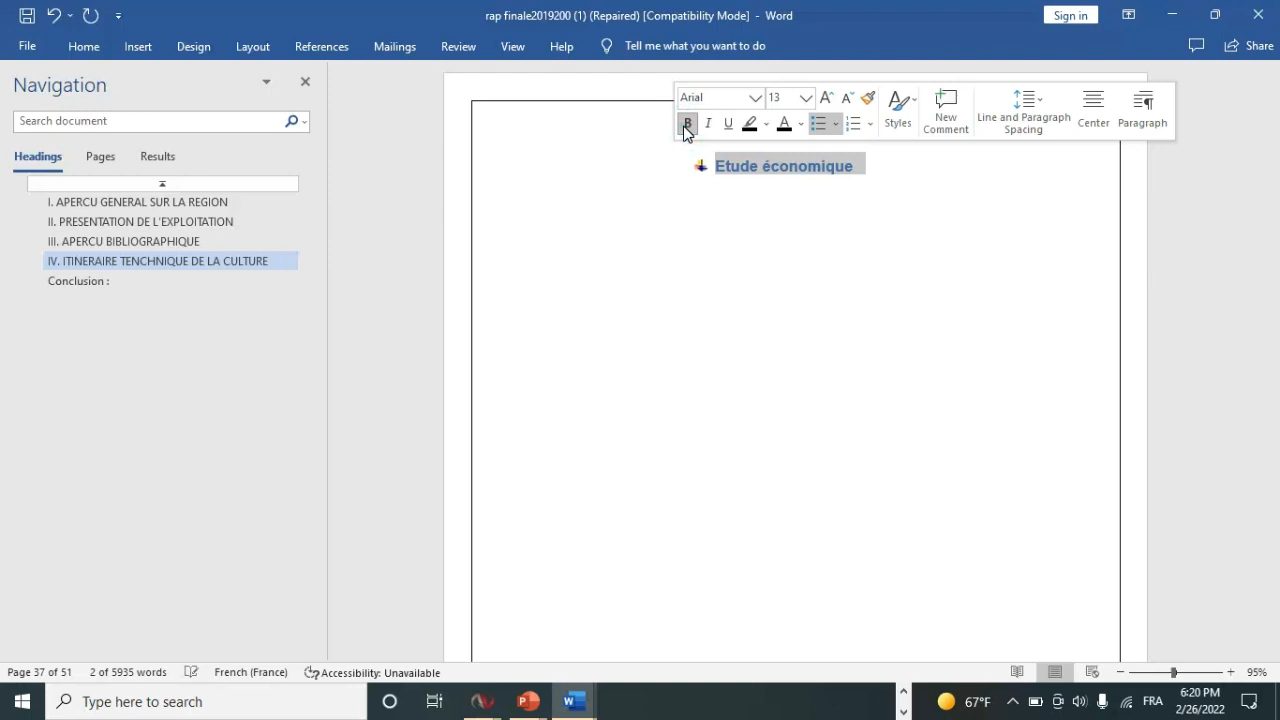 rap finale2019200 (1) (Repaired) [Compatibility Mode] - Word
Sign in
File Home Insert Design Layout References Mailings Review View Help Tell me what you want to do Share
Navigation
Search document
Headings Pages Results
I. APERCU GENERAL SUR LA REGION
II. PRESENTATION DE L'EXPLOITATION
III. APERCU BIBLIOGRAPHIQUE
IV. ITINERAIRE TENCHNIQUE DE LA CULTURE
Conclusion :
Arial 13
B I U A
Styles
New Comment
Line and Paragraph Spacing
Center
Paragraph
Etude économique
Page 37 of 51 2 of 5935 words French (France) Accessibility: Unavailable 95%
Type here to search
67°F FRA
6:20 PM
2/26/2022